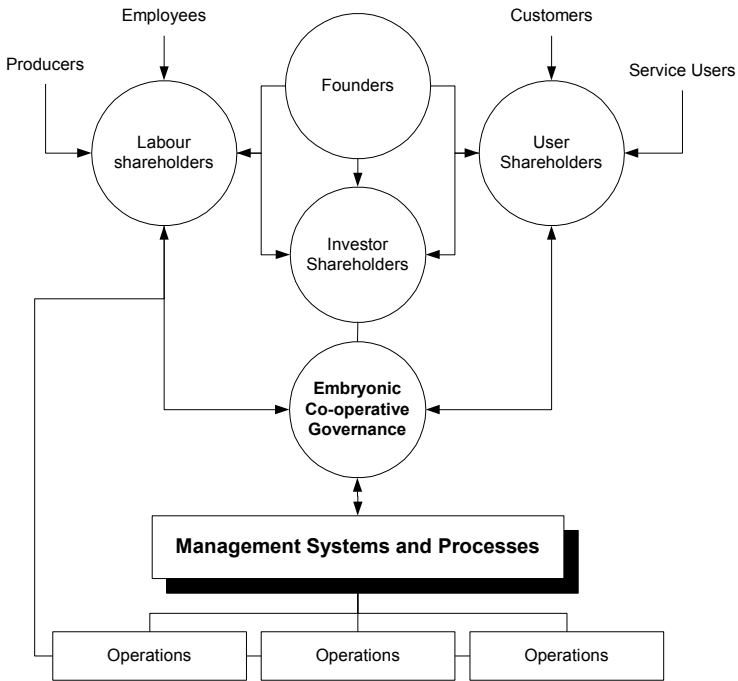 Employees
Customers
Producers
Service Users
Founders
Labour
shareholders
User
Shareholders
Investor
Shareholders
Embryonic
Co-operative
Governance
Management Systems and Processes
Operations
Operations
Operations